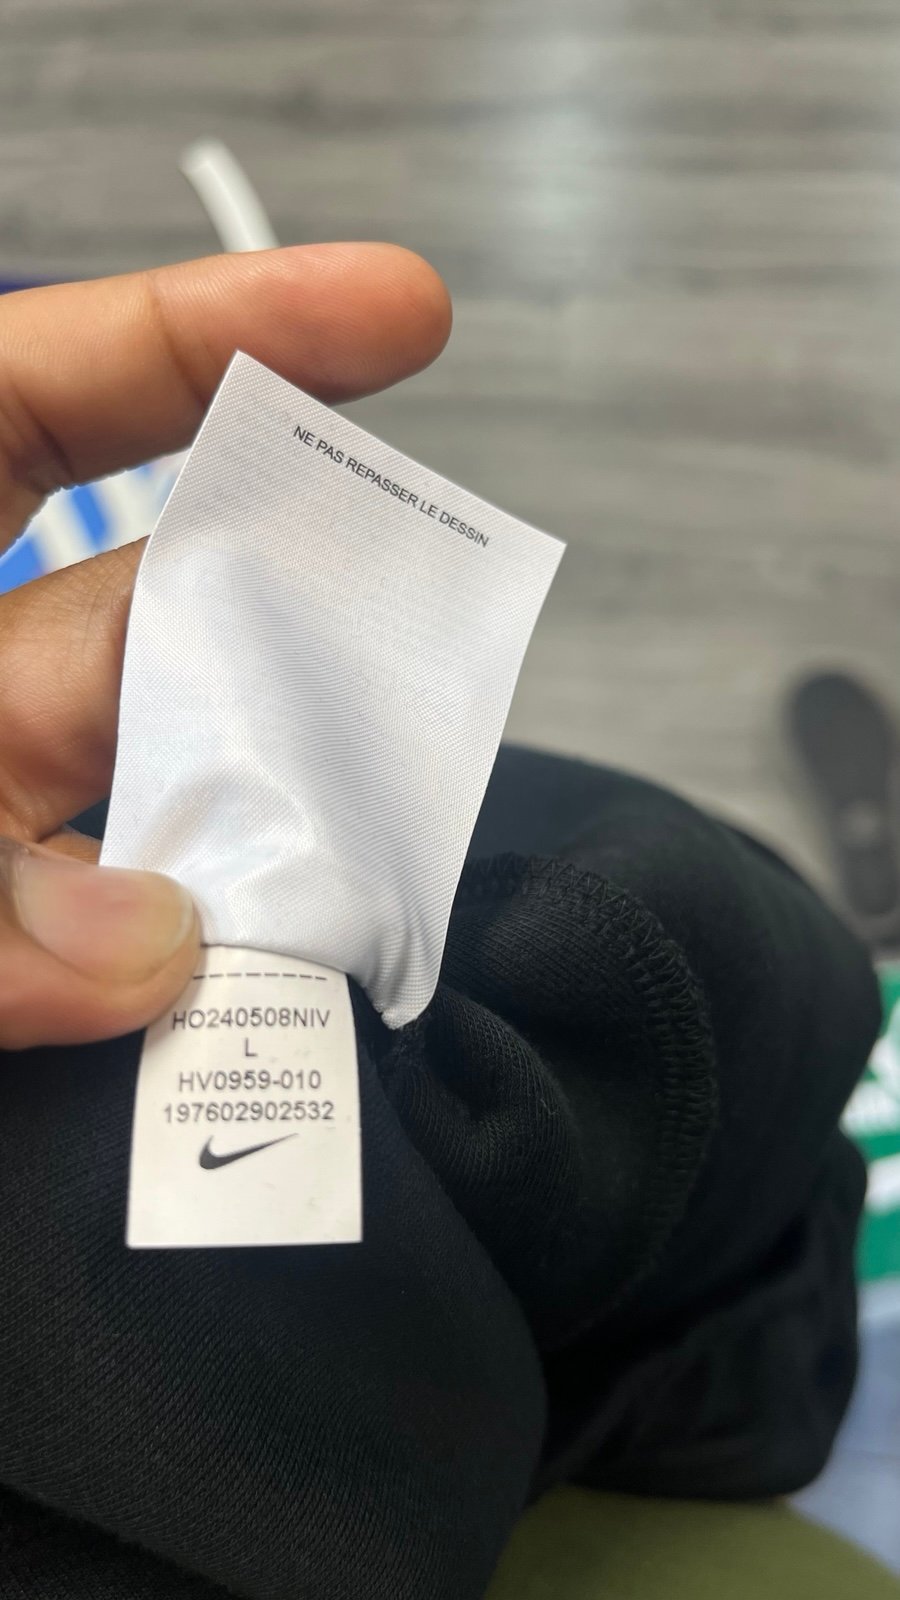 NE PAS REPASSER LE DESSIN
HO240508NIV
L
HV0959-010
197602902532